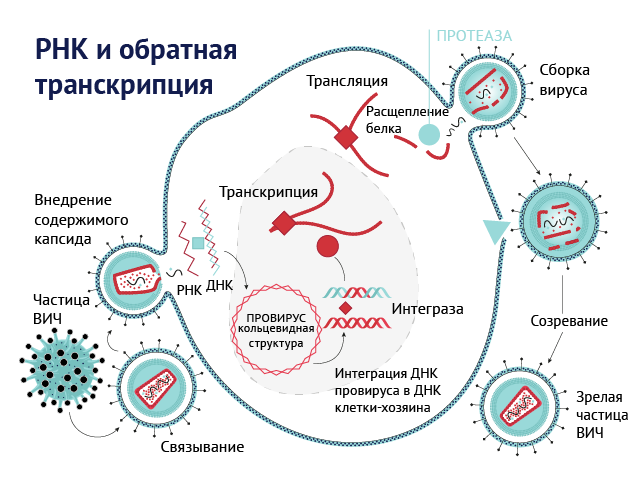 РНК и обратная
транскрипция
ПРОТЕАЗА
Сборка
вируса
Трансляция
Расщепление
белка
Транскрипция
Внедрение
содержимого
капсида
РНК
ДНК
Частица
ВИЧ
ПРОВИРУС
кольцевидная
структура
Интеграза
Интеграция ДНК
провируса в ДНК
клетки-хозяина
Связывание
Созревание
Зрелая
частица
ВИЧ